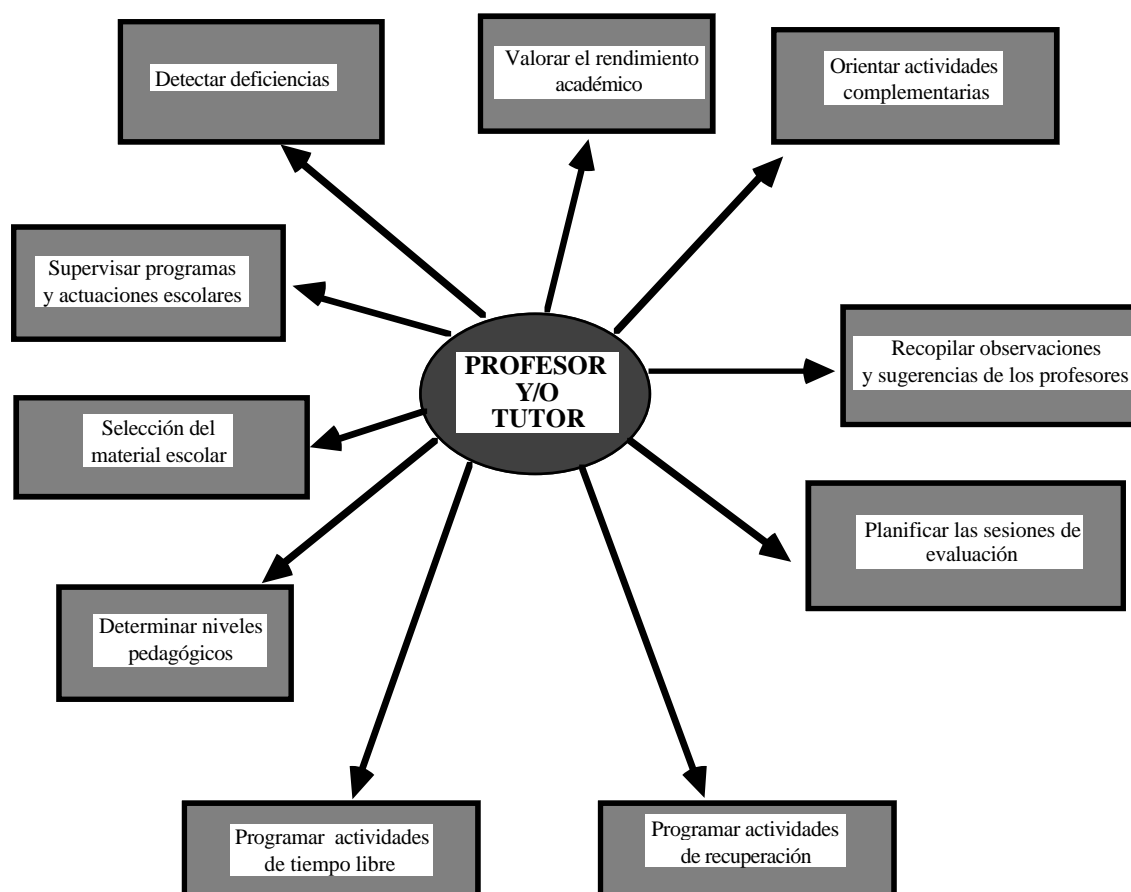 Detectar deficiencias
Valorar el rendimiento
académico
Orientar actividades
complementarias
Supervisar programas
y actuaciones escolares
PROFESOR
Y/O
TUTOR
Recopilar observaciones
y sugerencias de los profesores
Selección del
material escolar
Planificar las sesiones de
evaluación
Determinar niveles
pedagógicos
Programar actividades
de tiempo libre
Programar actividades
de recuperación